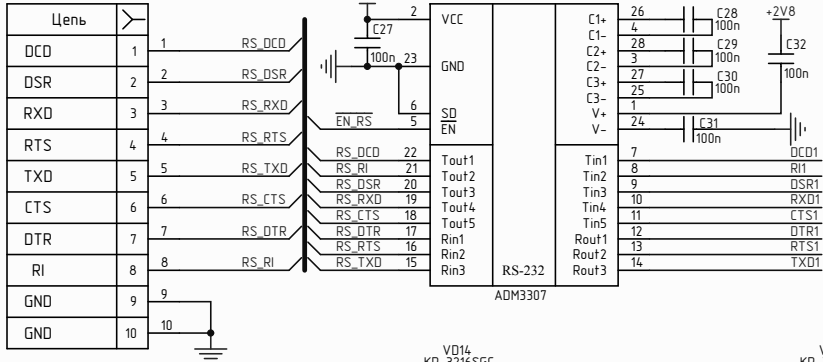 Цепь
DCD 1 1 RS_DCD
DSR 2 2 RS_DSR
RXD 3 3 RS_RXD
RTS 4 4 RS_RTS
TXD 5 5 RS_TXD
CTS 6 6 RS_CTS
DTR 7 7 RS_DTR
RI 8 8 RS_RI
GND 9 9
GND 10 10
C27
100n
EN_RS
RS_DCD 22
RS_RI 21
RS_DSR 20
RS_RXD 19
RS_CTS 18
RS_DTR 17
RS_RTS 16
RS_TXD 15
2 VCC
23 GND
6 SD
5 EN
Tout1
Tout2
Tout3
Tout4
Tout5
Rin1
Rin2
Rin3
RS-232
ADM3307
C1+ 26
C1- 4
C2+ 28
C2- 3
C3+ 27
C3- 25
V+ 1
V- 24
C28
100n
C29
100n
C30
100n
C31
100n
+2V8
C32
100n
Tin1 7 DCD1
Tin2 8 RI1
Tin3 9 DSR1
Tin4 10 RXD1
Tin5 11 CTS1
Rout1 12 DTR1
Rout2 13 RTS1
Rout3 14 TXD1
VD14